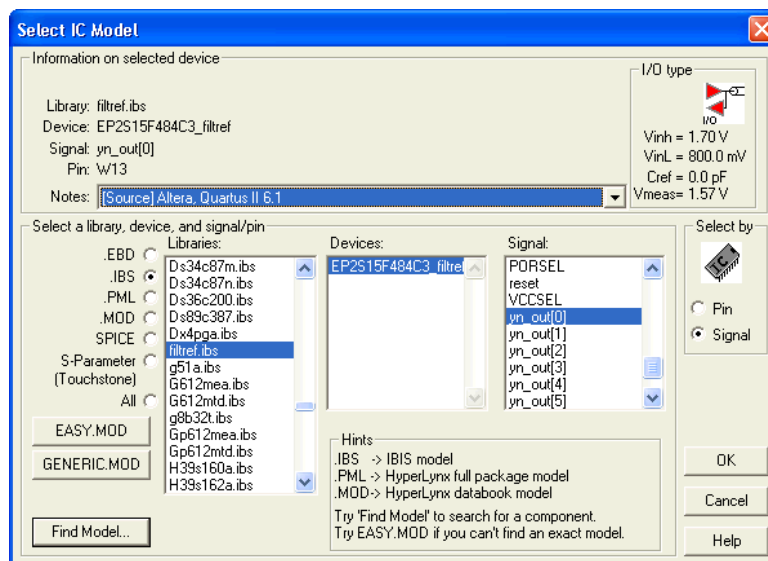 Select IC Model
Information on selected device
Library: filtref.ibs
Device: EP2S15F484C3_filtref
Signal: yn_out[0]
Pin: W13
Notes: [Source] Altera, Quartus II 6.1
I/O type
I/O
Vinh = 1.70 V
VinL = 800.0 mV
Cref = 0.0 pF
Vmeas= 1.57 V
Select a library, device, and signal/pin
.EBD
.IBS
.PML
.MOD
SPICE
S-Parameter
(Touchstone)
All
EASY.MOD
GENERIC.MOD
Find Model...
Libraries:
Ds34c87m.ibs
Ds34c87n.ibs
Ds36c200.ibs
Ds89c387.ibs
Dx4pga.ibs
filtref.ibs
g51a.ibs
G612mea.ibs
G612mtd.ibs
g8b32t.ibs
Gp612mea.ibs
Gp612mtd.ibs
H39s160a.ibs
H39s162a.ibs
Devices:
EP2S15F484C3_filtref
Signal:
PORSEL
reset
VCCSEL
yn_out[0]
yn_out[1]
yn_out[2]
yn_out[3]
yn_out[4]
yn_out[5]
Hints
.IBS -> IBIS model
.PML -> HyperLynx full package model
.MOD-> HyperLynx databook model
Try 'Find Model' to search for a component.
Try EASY.MOD if you can't find an exact model.
Select by
IC
Pin
Signal
OK
Cancel
Help